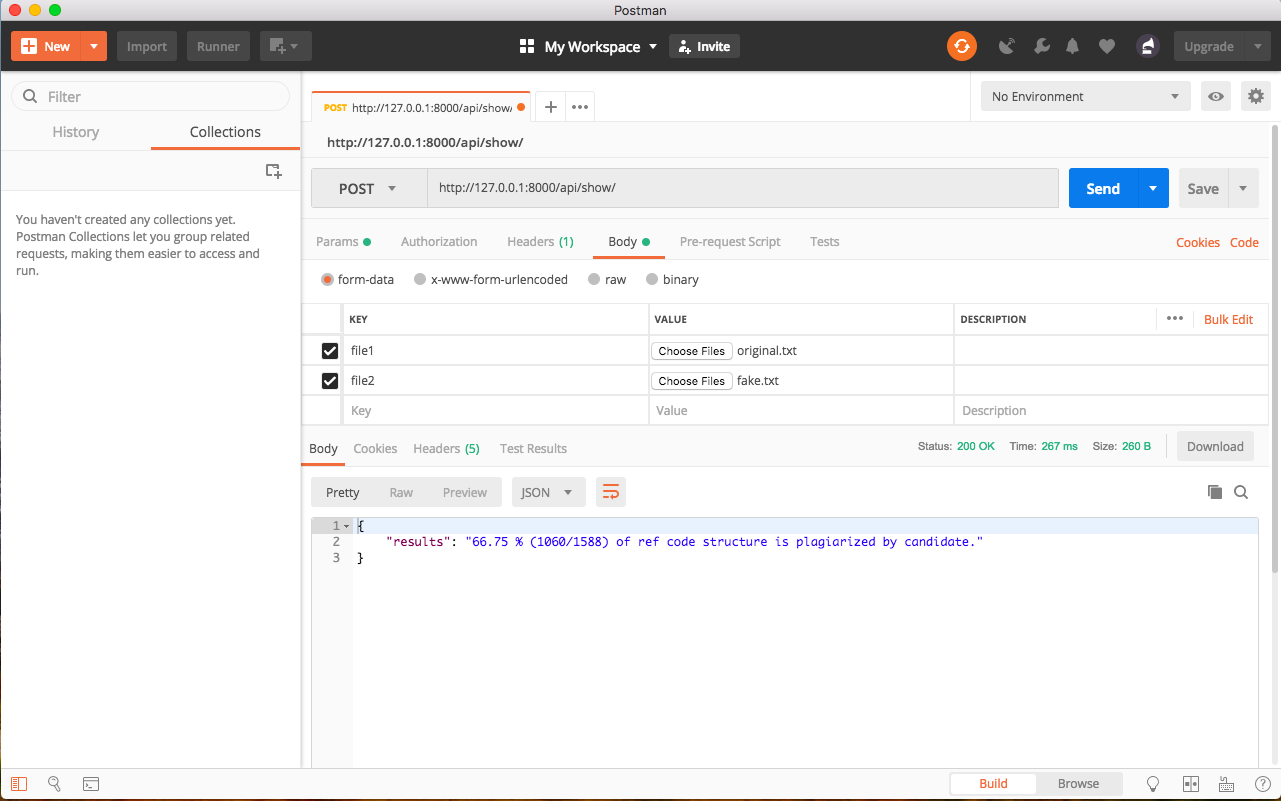 Postman
New
Import
Runner
My Workspace
Invite
Upgrade
Filter
History
Collections
You haven't created any collections yet.
Postman Collections let you group related
requests, making them easier to access and
run.
POST http://127.0.0.1:8000/api/show/
No Environment
http://127.0.0.1:8000/api/show/
POST
http://127.0.0.1:8000/api/show/
Send
Save
Params
Authorization
Headers (1)
Body
Pre-request Script
Tests
Cookies
Code
form-data
x-www-form-urlencoded
raw
binary
KEY
VALUE
DESCRIPTION
Bulk Edit
file1
Choose Files original.txt
file2
Choose Files fake.txt
Key
Value
Description
Body
Cookies
Headers (5)
Test Results
Status: 200 OK
Time: 267 ms
Size: 260 B
Download
Pretty
Raw
Preview
JSON
1 {
2 "results": "66.75 % (1060/1588) of ref code structure is plagiarized by candidate."
3 }
Build
Browse